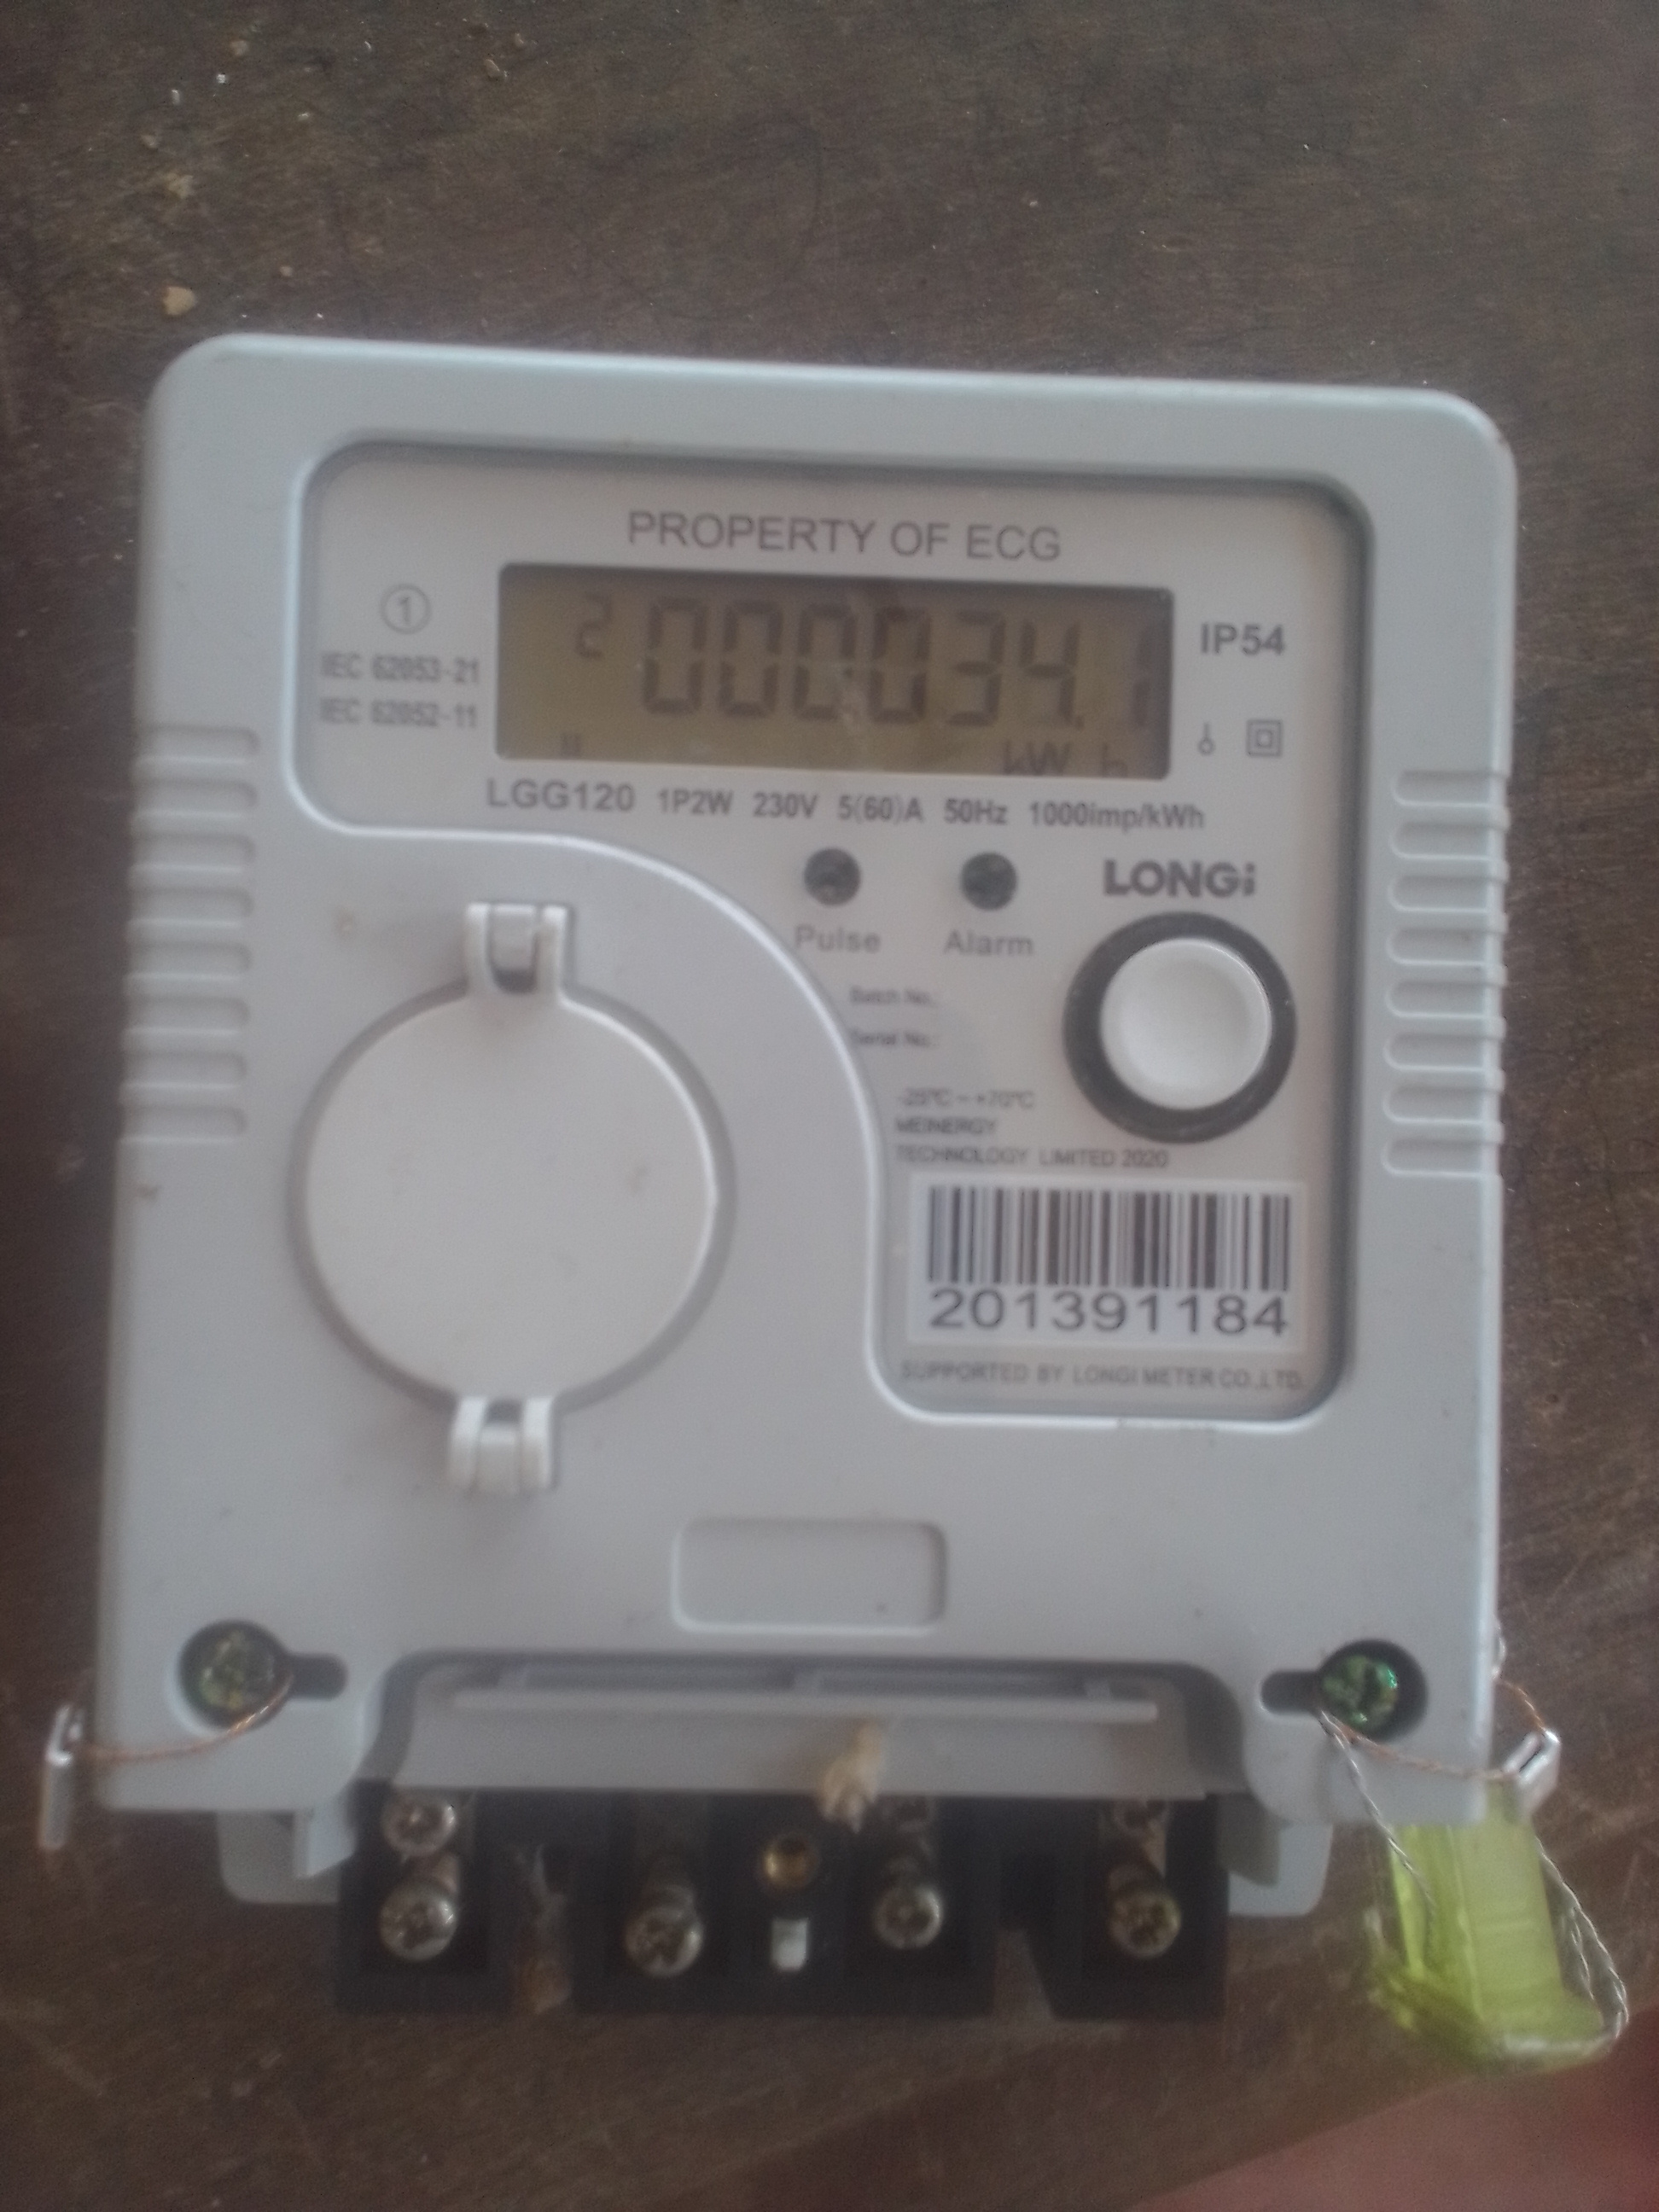 PROPERTY OF ECG
1
IEC 62053-21
IEC 62052-11
2 0000034.1
kWh
IP54
LGG120 1P2W 230V 5(60)A 50Hz 1000imp/kWh
LONGi
Pulse Alarm
Batch No.:
Serial No.:
-25℃~+70℃
MEINERGY
TECHNOLOGY LIMITED 2020
201391184
SUPPORTED BY LONGI METER CO.,LTD.